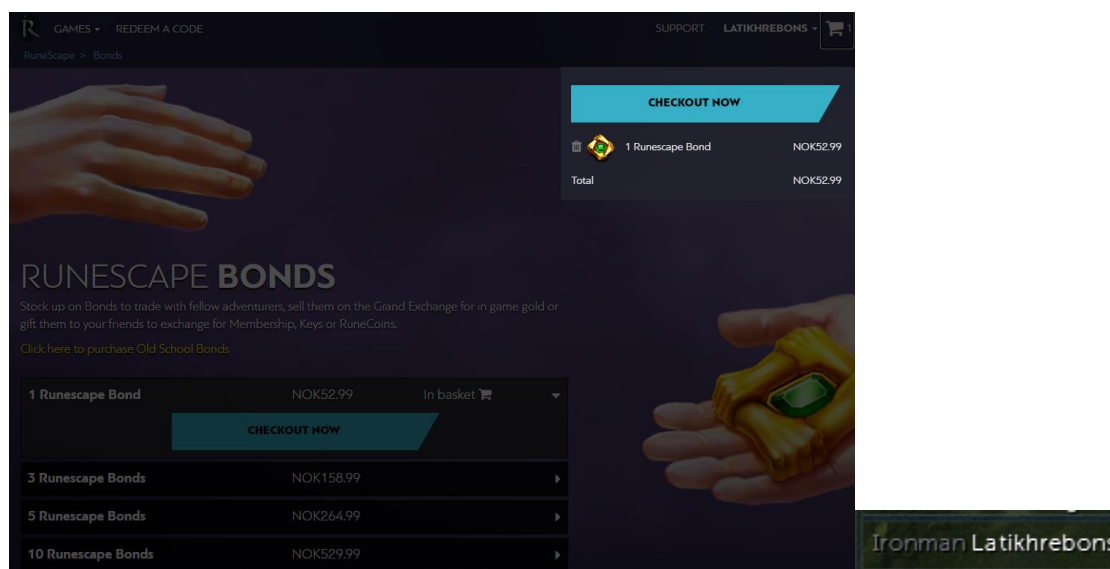 R GAMES REDEEM A CODE SUPPORT LATIKHREBONS 1
RuneScape > Bonds
CHECKOUT NOW
1 Runescape Bond NOK52.99
Total NOK52.99
RUNESCAPE BONDS
Stock up on Bonds to trade with fellow adventurers, sell them on the Grand Exchange for in game gold or
gift them to your friends to exchange for Membership, Keys or RuneCoins.
Click here to purchase Old School Bonds
1 Runescape Bond NOK52.99 In basket
CHECKOUT NOW
3 Runescape Bonds NOK158.99
5 Runescape Bonds NOK264.99
10 Runescape Bonds NOK529.99
Ironman Latikhrebons